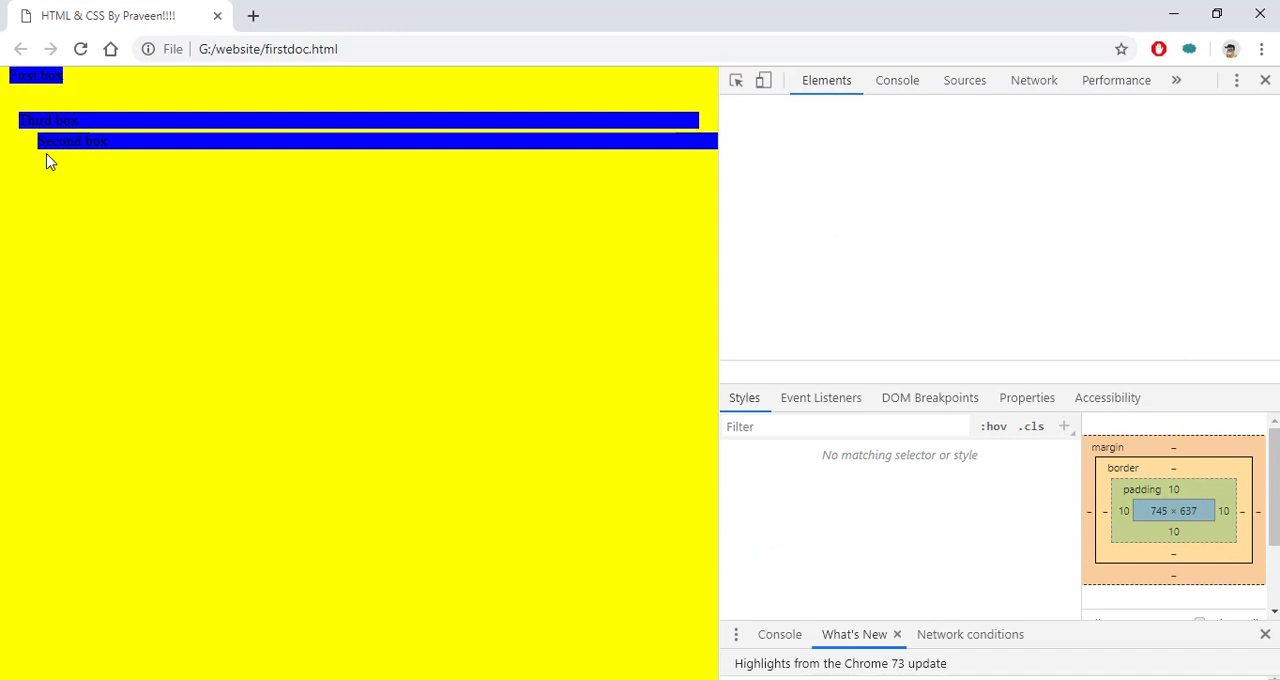 HTML & CSS By Praveen!!!!
File G:/website/firstdoc.html
First box
Third box
Second box
Elements Console Sources Network Performance »
Styles Event Listeners DOM Breakpoints Properties Accessibility
Filter :hov .cls +
No matching selector or style
margin –
border –
padding 10
– – 10 745 × 637 10 – –
10
–
–
Console What's New × Network conditions
Highlights from the Chrome 73 update